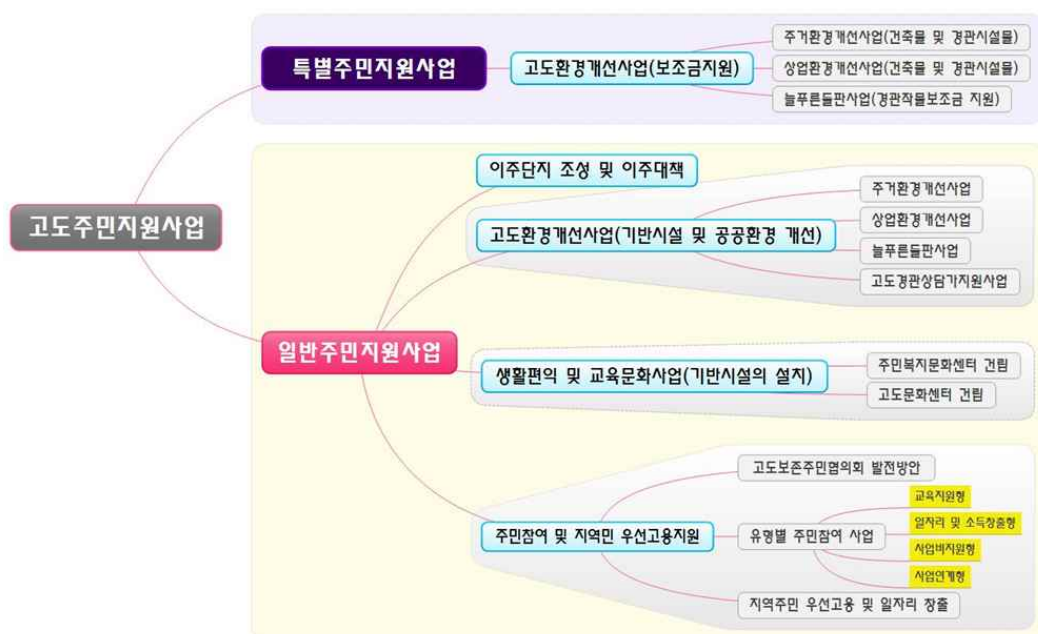 고도주민지원사업
특별주민지원사업
고도환경개선사업(보조금지원)
주거환경개선사업(건축물 및 경관시설물)
상업환경개선사업(건축물 및 경관시설물)
늘푸른들판사업(경관작물보조금 지원)
일반주민지원사업
이주단지 조성 및 이주대책
고도환경개선사업(기반시설 및 공공환경 개선)
주거환경개선사업
상업환경개선사업
늘푸른들판사업
고도경관상담가지원사업
생활편익 및 교육문화사업(기반시설의 설치)
주민복지문화센터 건립
고도문화센터 건립
주민참여 및 지역민 우선고용지원
고도보존주민협의회 발전방안
유형별 주민참여 사업
교육지원형
일자리 및 소득창출형
사업비지원형
사업연계형
지역주민 우선고용 및 일자리 창출